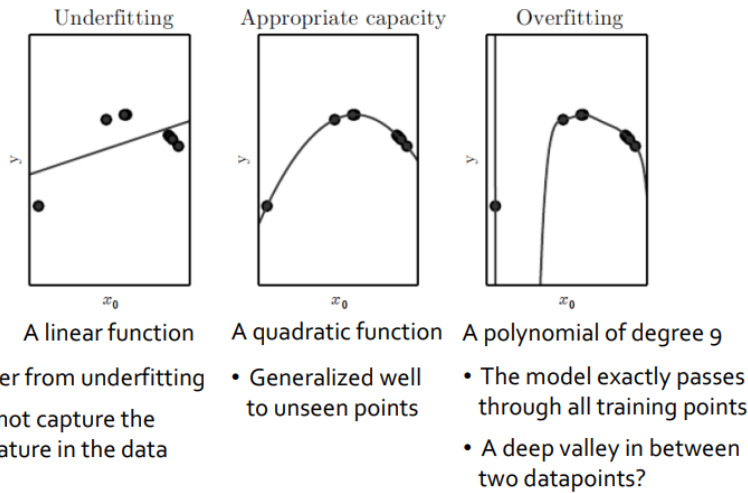 Underfitting
Appropriate capacity
Overfitting
y
y
y
x0
x0
x0
A linear function
A quadratic function
A polynomial of degree 9
er from underfitting
not capture the
ature in the data
• Generalized well
to unseen points
• The model exactly passes
through all training points
• A deep valley in between
two datapoints?